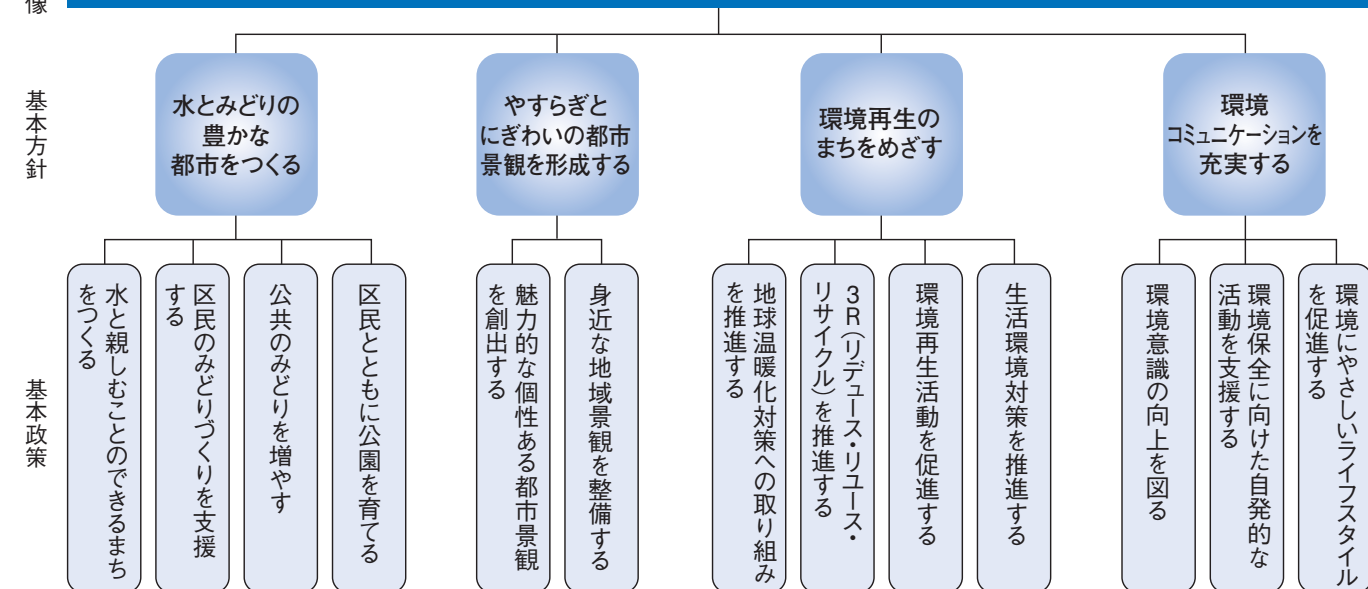 像
基本方針
水とみどりの
豊かな
都市をつくる
やすらぎと
にぎわいの都市
景観を形成する
環境再生の
まちをめざす
環境
コミュニケーションを
充実する
基本政策
水と親しむことのできるまち
をつくる
区民のみどりづくりを支援
する
公共のみどりを増やす
区民とともに公園を育てる
魅力的な個性ある都市景観
を創出する
身近な地域景観を整備する
地球温暖化対策への取り組み
を推進する
3R(リデュース・リユース・
リサイクル)を推進する
環境再生活動を促進する
生活環境対策を推進する
環境意識の向上を図る
環境保全に向けた自発的な
活動を支援する
環境にやさしいライフスタイル
を促進する